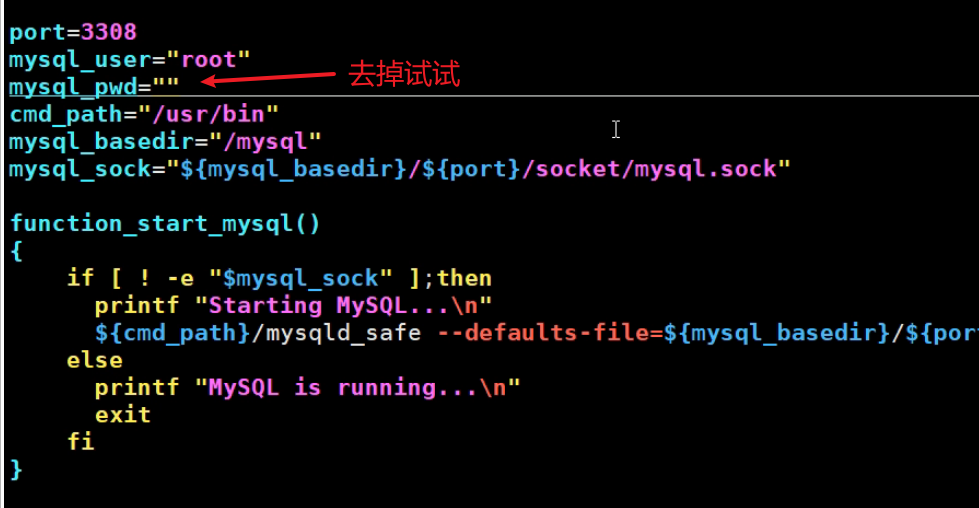 port=3308
mysql_user="root"
mysql_pwd="" 去掉试试
cmd_path="/usr/bin"
mysql_basedir="/mysql"
mysql_sock="${mysql_basedir}/${port}/socket/mysql.sock"
function_start_mysql()
{
if [ ! -e "$mysql_sock" ];then
printf "Starting MySQL...\n"
${cmd_path}/mysqld_safe --defaults-file=${mysql_basedir}/${por
else
printf "MySQL is running...\n"
exit
fi
}